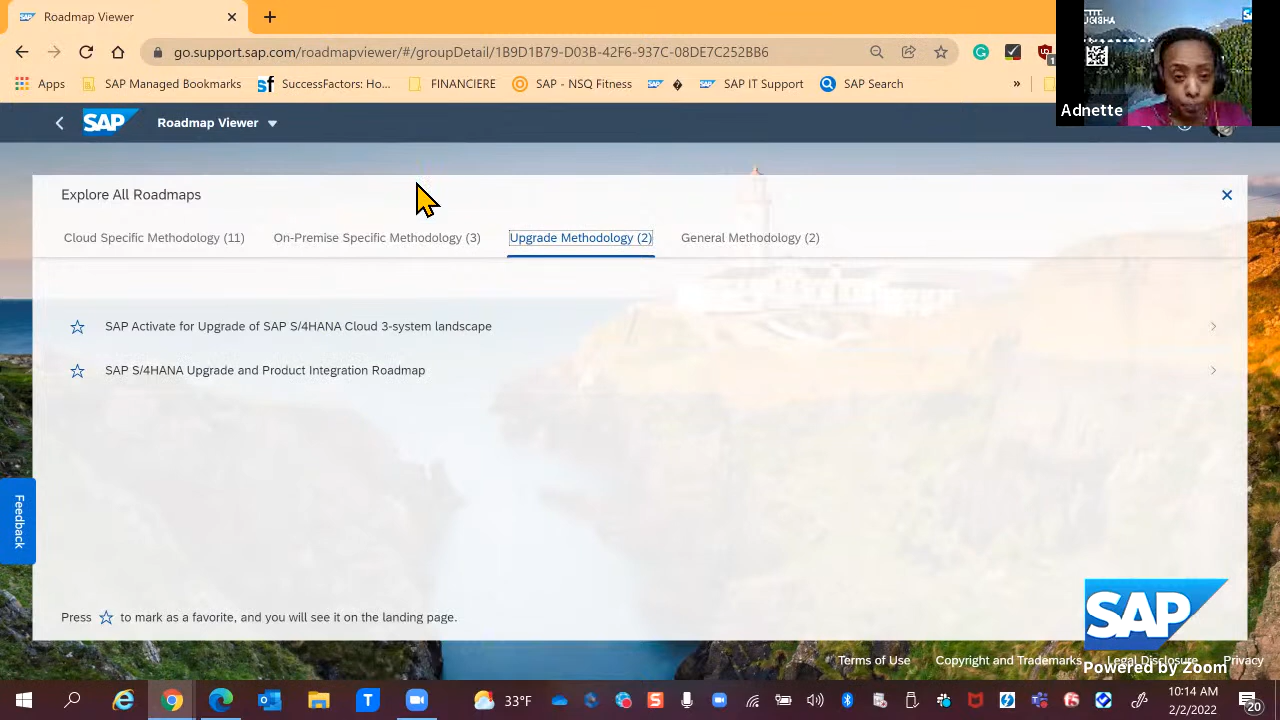 Roadmap Viewer
go.support.sap.com/roadmapviewer/#/groupDetail/1B9D1B79-D03B-42F6-937C-08DE7C252BB6
Apps SAP Managed Bookmarks SuccessFactors Ho... FINANCIERE Upgrade - NSQ Fitness SAP IT Support SAP Search »
Adnette
SAP Roadmap Viewer
Explore All Roadmaps
Cloud Specific Methodology (11) On-Premise Specific Methodology (3) Upgrade Methodology (2) General Methodology (2)
SAP Activate for Upgrade of SAP S/4HANA Cloud 3-system landscape
SAP S/4HANA Upgrade and Product Integration Roadmap
Feedback
Press ☆ to mark as a favorite, and you will see it on the landing page.
SAP
Terms of Use Copyright and Trademarks Legal Disclosure Privacy
Powered by Zoom
33°F
10:14 AM
2/2/2022
20